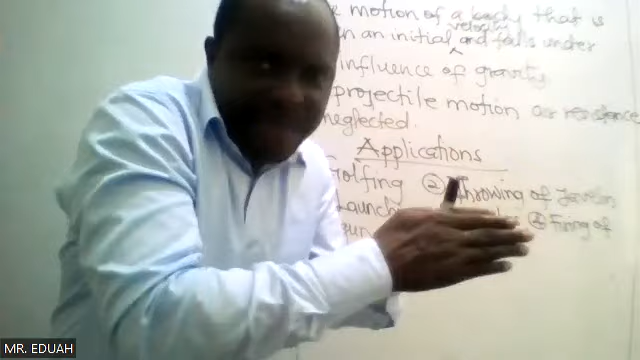 motion of a body that is
velocity
an initial ^ and falls under
influence of gravity
projectile motion air resistance
neglected.
Applications
Golfing ② Throwing of Javelin
Launch ④ Firing of
gun
MR. EDUAH